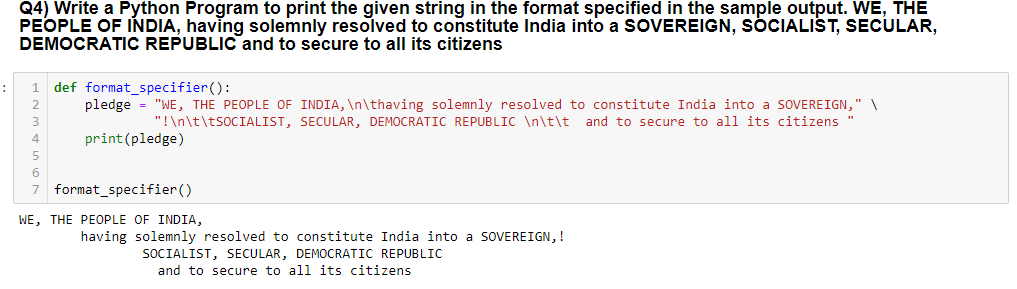 Q4) Write a Python Program to print the given string in the format specified in the sample output. WE, THE
PEOPLE OF INDIA, having solemnly resolved to constitute India into a SOVEREIGN, SOCIALIST, SECULAR,
DEMOCRATIC REPUBLIC and to secure to all its citizens
: 1 def format_specifier():
2 pledge = "WE, THE PEOPLE OF INDIA,\n\thaving solemnly resolved to constitute India into a SOVEREIGN," \
3 "!\n\t\tSOCIALIST, SECULAR, DEMOCRATIC REPUBLIC \n\t\t  and to secure to all its citizens "
4 print(pledge)
5
6
7 format_specifier()
WE, THE PEOPLE OF INDIA,
having solemnly resolved to constitute India into a SOVEREIGN,!
SOCIALIST, SECULAR, DEMOCRATIC REPUBLIC
and to secure to all its citizens